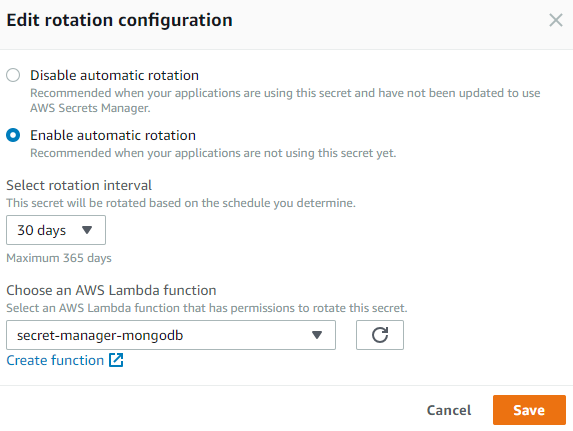 Edit rotation configuration
Disable automatic rotation
Recommended when your applications are using this secret and have not been updated to use
AWS Secrets Manager.
Enable automatic rotation
Recommended when your applications are not using this secret yet.
Select rotation interval
This secret will be rotated based on the schedule you determine.
30 days
Maximum 365 days
Choose an AWS Lambda function
Select an AWS Lambda function that has permissions to rotate this secret.
secret-manager-mongodb
Create function
Cancel Save